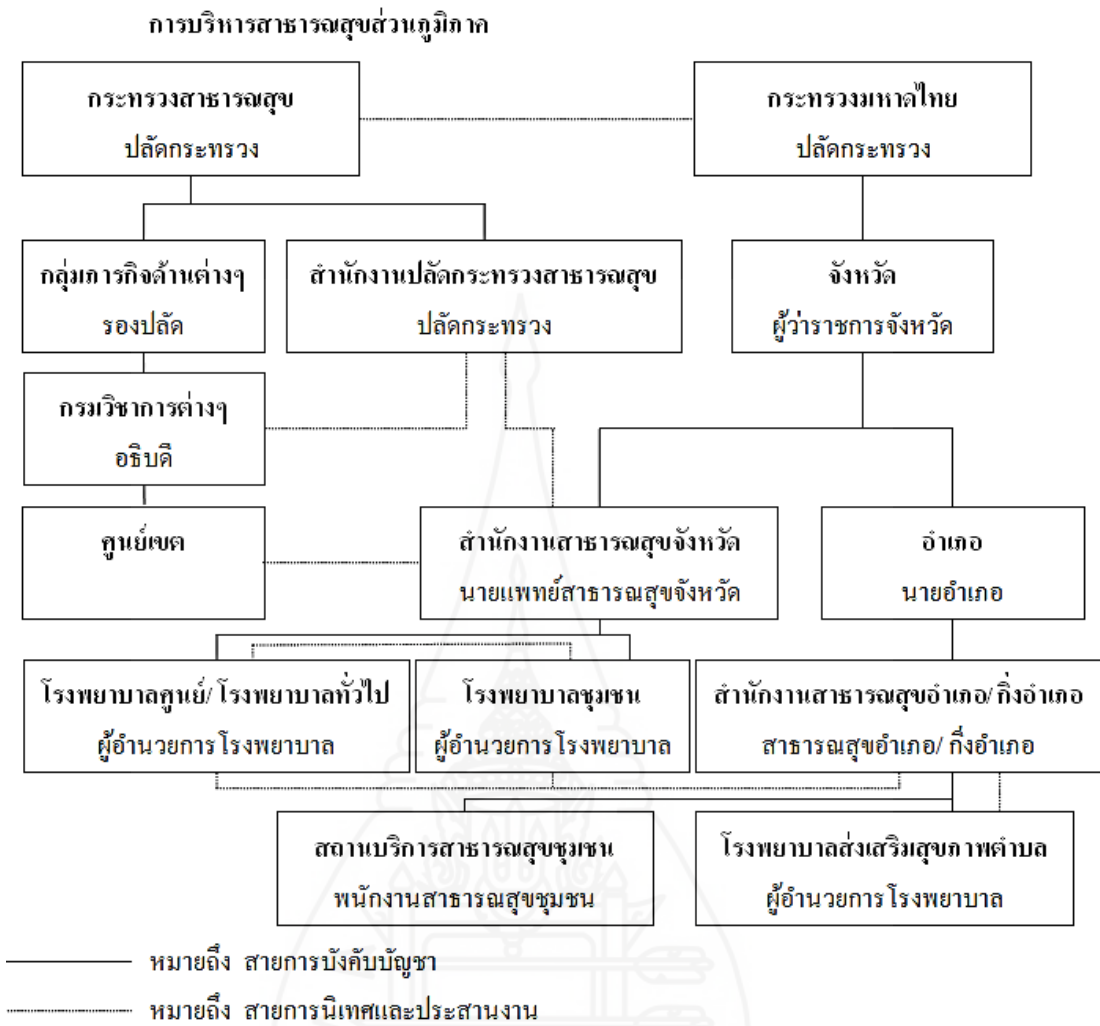 การบริหารสาธารณสุขส่วนภูมิภาค
กระทรวงสาธารณสุข
ปลัดกระทรวง
กระทรวงมหาดไทย
ปลัดกระทรวง
กลุ่มภารกิจด้านต่างๆ
รองปลัด
สำนักงานปลัดกระทรวงสาธารณสุข
ปลัดกระทรวง
จังหวัด
ผู้ว่าราชการจังหวัด
กรมวิชาการต่างๆ
อธิบดี
ศูนย์เขต
สำนักงานสาธารณสุขจังหวัด
นายแพทย์สาธารณสุขจังหวัด
อำเภอ
นายอำเภอ
โรงพยาบาลศูนย์/ โรงพยาบาลทั่วไป
ผู้อำนวยการโรงพยาบาล
โรงพยาบาลชุมชน
ผู้อำนวยการโรงพยาบาล
สำนักงานสาธารณสุขอำเภอ/ กิ่งอำเภอ
สาธารณสุขอำเภอ/ กิ่งอำเภอ
สถานบริการสาธารณสุขชุมชน
พนักงานสาธารณสุขชุมชน
โรงพยาบาลส่งเสริมสุขภาพตำบล
ผู้อำนวยการโรงพยาบาล
หมายถึง สายการบังคับบัญชา
หมายถึง สายการนิเทศและประสานงาน